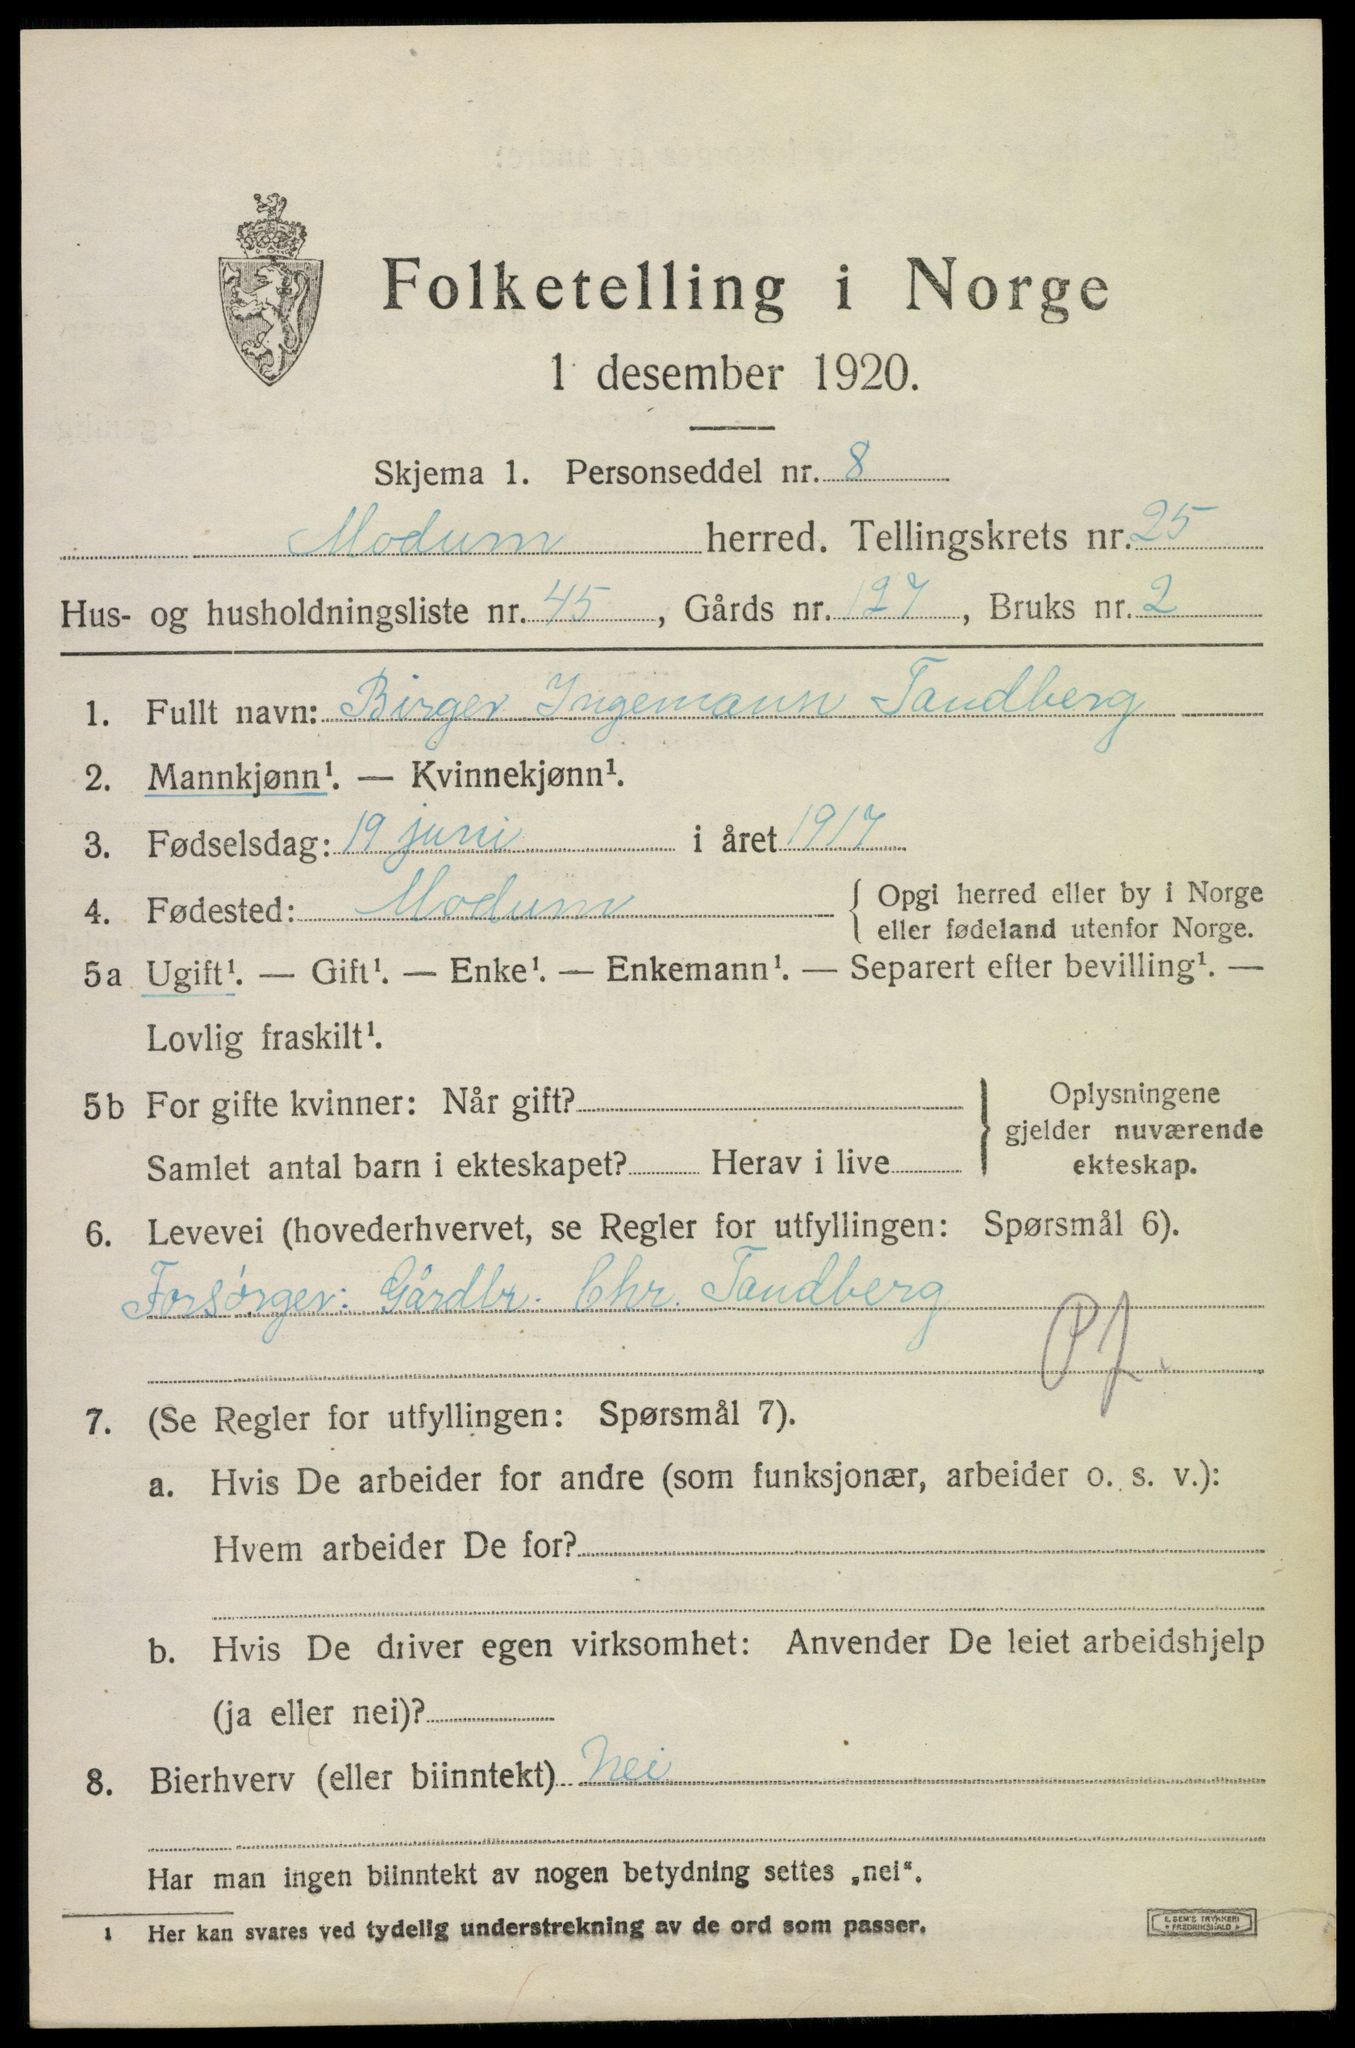 Folketelling i Norge
1 desember 1920.
Skjema 1. Personseddel nr. 8
Modum herred. Tellingskrets nr. 25
Hus- og husholdningsliste nr. 45, Gårds nr. 127, Bruks nr. 2
1. Fullt navn: Birger Ingemann Tandberg
2. Mannkjønn¹. — Kvinnekjønn¹.
3. Fødselsdag: 19 juni i året 1917
4. Fødested: Modum { Opgi herred eller by i Norge
eller fødeland utenfor Norge.
5a Ugift¹. — Gift¹. — Enke¹. — Enkemann¹. — Separert efter bevilling¹. —
Lovlig fraskilt¹.
5b For gifte kvinner: Når gift?
Samlet antal barn i ekteskapet? Herav i live
} Oplysningene
gjelder nuværende
ekteskap.
6. Levevei (hovederhvervet, se Regler for utfyllingen: Spørsmål 6).
Forsørger: Gårdbr. Chr. Tandberg
7. (Se Regler for utfyllingen: Spørsmål 7).
a. Hvis De arbeider for andre (som funksjonær, arbeider o. s. v.):
Hvem arbeider De for?
b. Hvis De driver egen virksomhet: Anvender De leiet arbeidshjelp
(ja eller nei)?
8. Bierhverv (eller biinntekt) Nei
Har man ingen biinntekt av nogen betydning settes „nei“.
1 Her kan svares ved tydelig understrekning av de ord som passer.
E. SEM'S TRYKKERI
FREDRIKSHALD